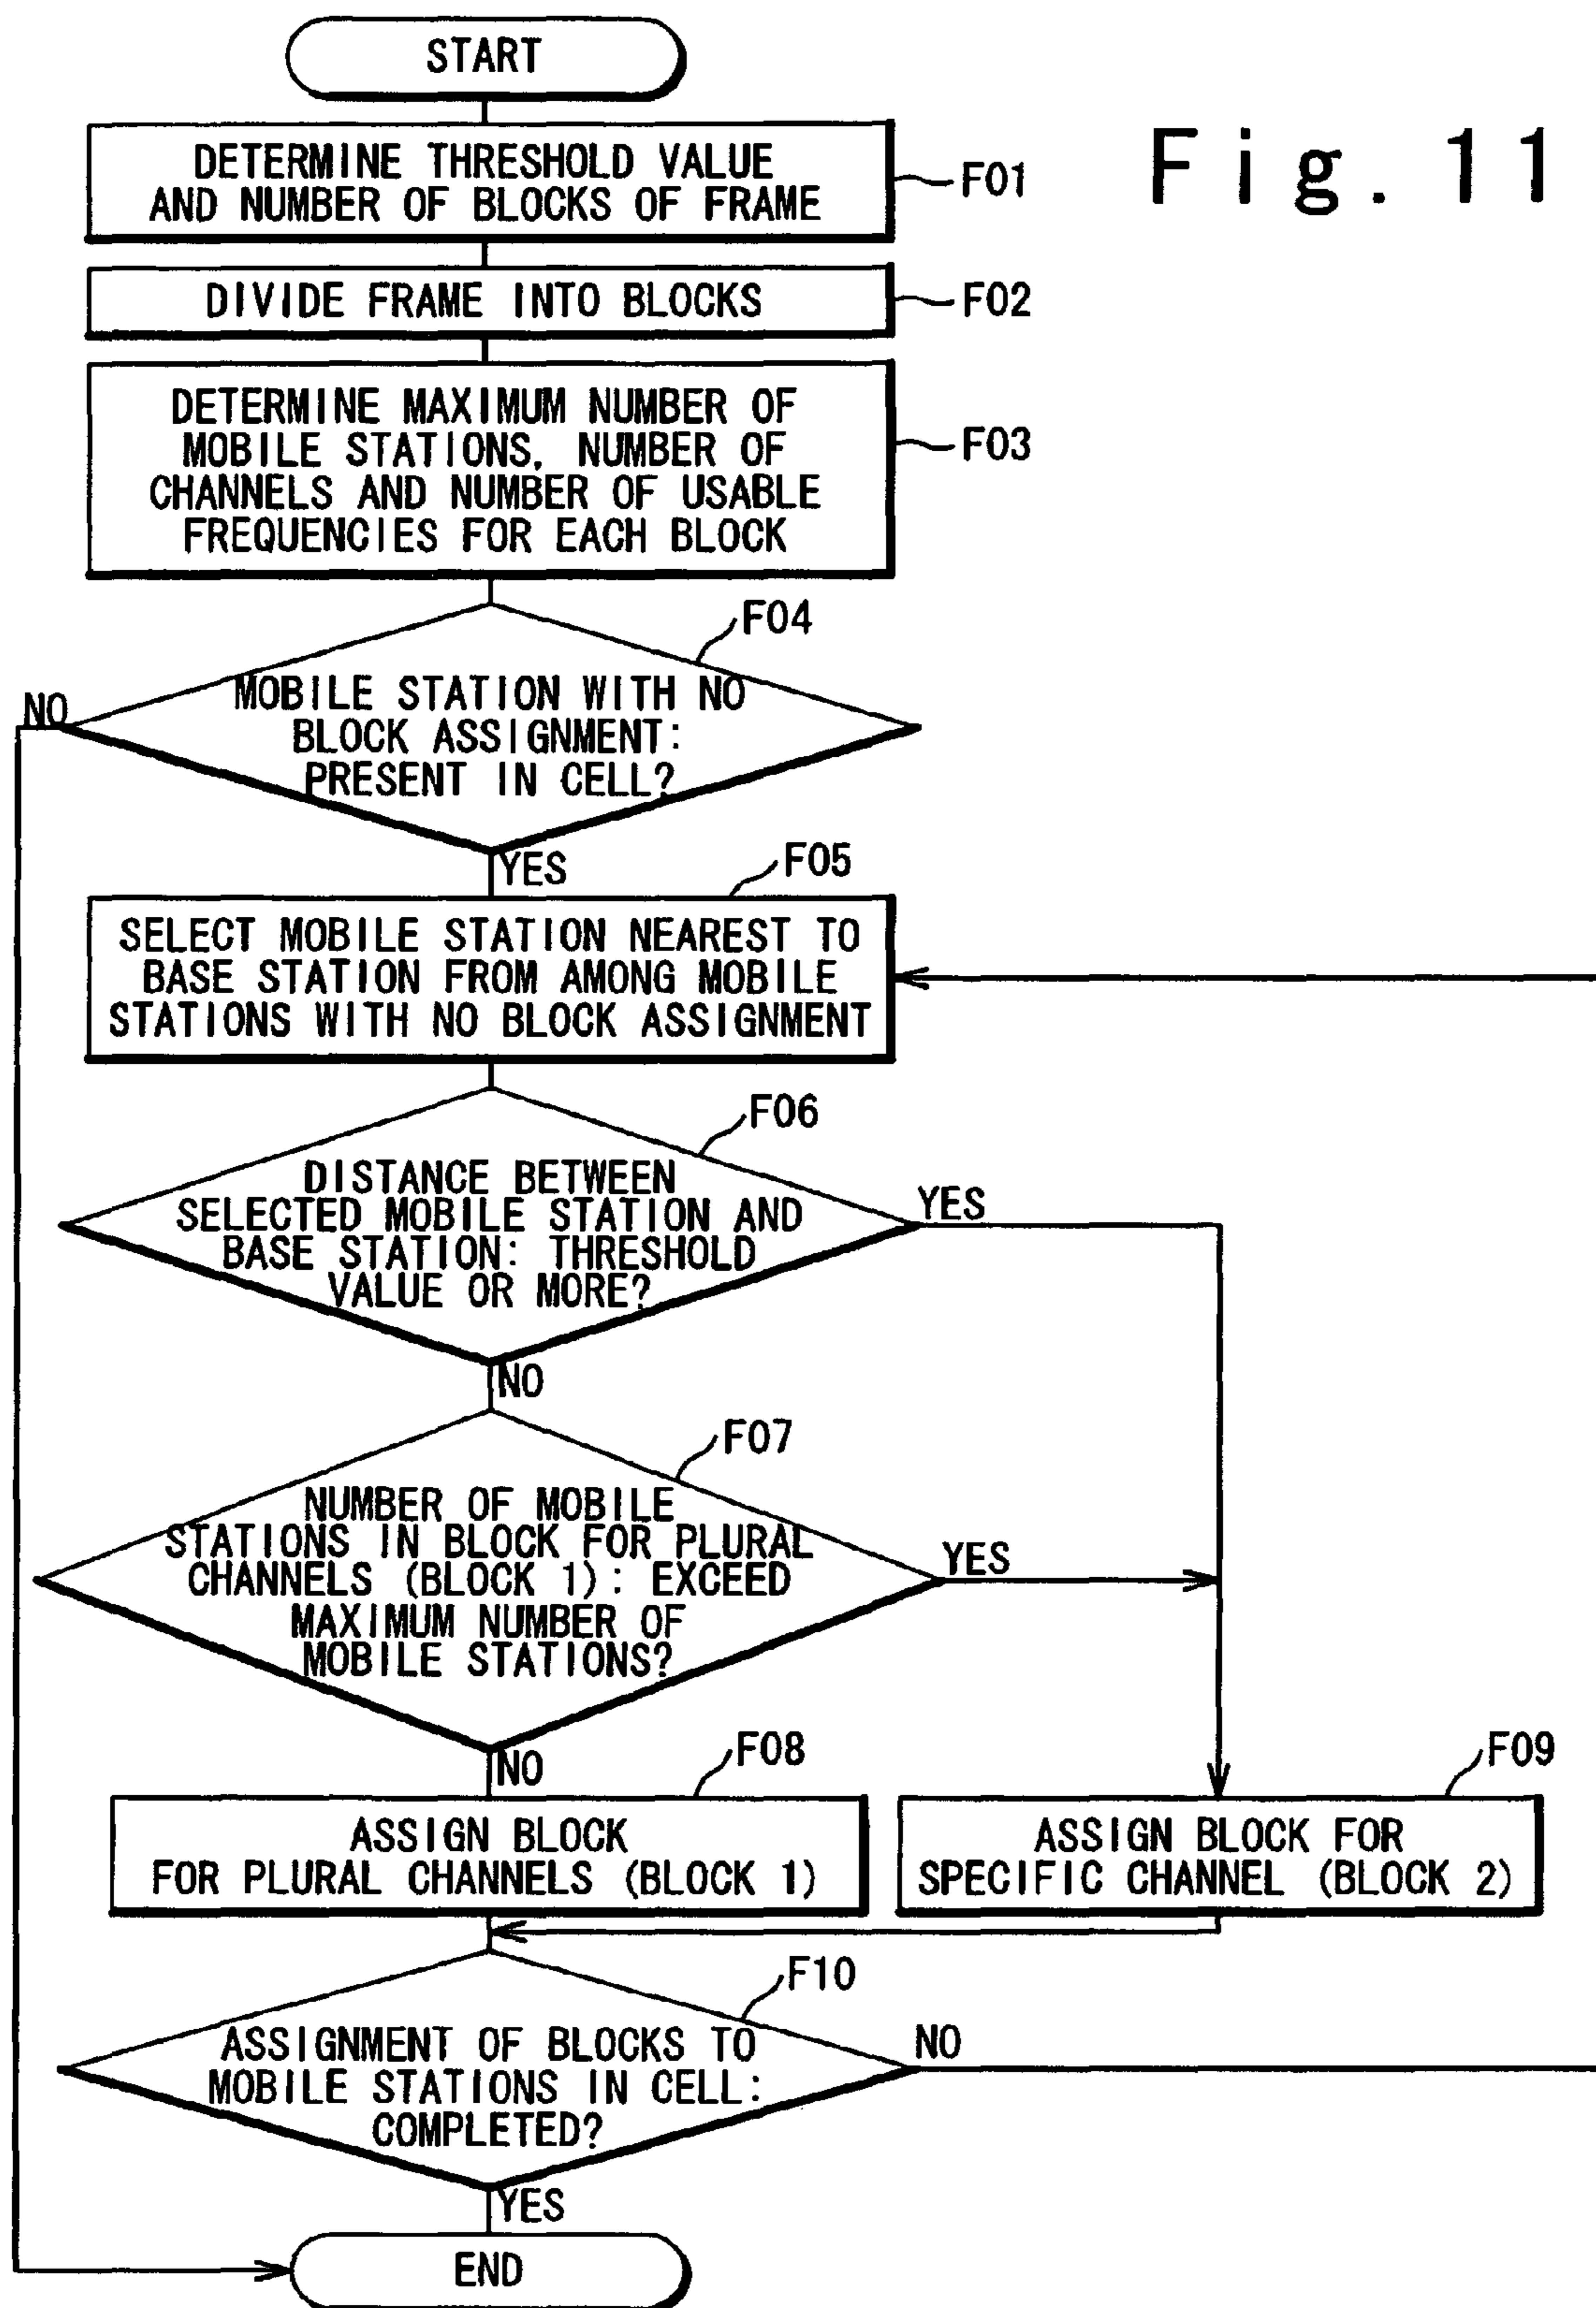 START
Fig. 11
DETERMINE THRESHOLD VALUE
AND NUMBER OF BLOCKS OF FRAME
F01
DIVIDE FRAME INTO BLOCKS
F02
DETERMINE MAXIMUM NUMBER OF
MOBILE STATIONS, NUMBER OF
CHANNELS AND NUMBER OF USABLE
FREQUENCIES FOR EACH BLOCK
F03
F04
MOBILE STATION WITH NO
BLOCK ASSIGNMENT:
PRESENT IN CELL?
NO
YES
F05
SELECT MOBILE STATION NEAREST TO
BASE STATION FROM AMONG MOBILE
STATIONS WITH NO BLOCK ASSIGNMENT
F06
DISTANCE BETWEEN
SELECTED MOBILE STATION AND
BASE STATION: THRESHOLD
VALUE OR MORE?
YES
NO
F07
NUMBER OF MOBILE
STATIONS IN BLOCK FOR PLURAL
CHANNELS (BLOCK 1): EXCEED
MAXIMUM NUMBER OF
MOBILE STATIONS?
YES
NO
F08
ASSIGN BLOCK
FOR PLURAL CHANNELS (BLOCK 1)
F09
ASSIGN BLOCK FOR
SPECIFIC CHANNEL (BLOCK 2)
F10
ASSIGNMENT OF BLOCKS TO
MOBILE STATIONS IN CELL:
COMPLETED?
NO
YES
END